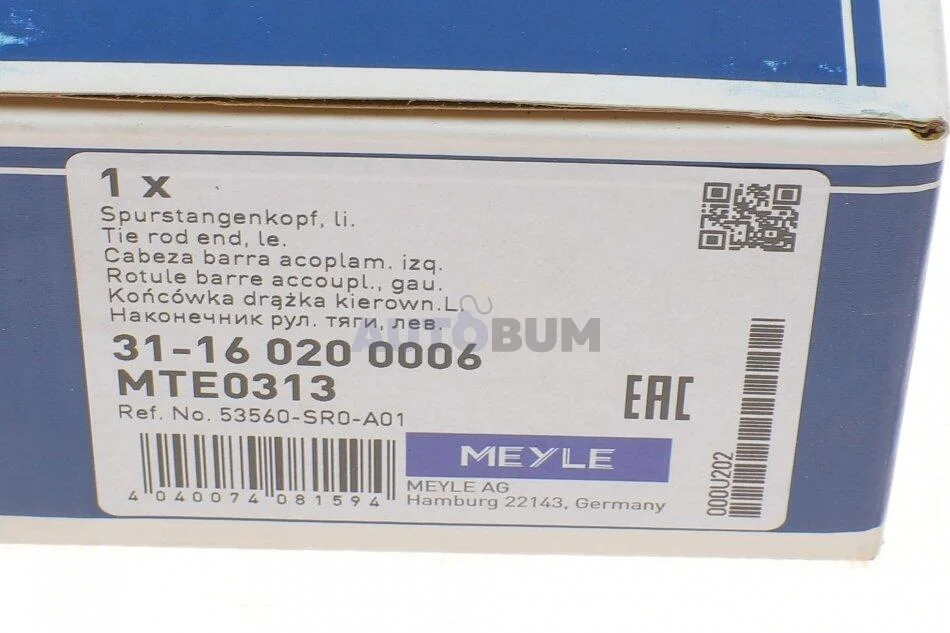 1 x
Spurstangenkopf, li.
Tie rod end, le.
Cabeza barra acoplam. izq.
Rotule barre accoupl., gau.
Końcówka drążka kierown.L.
Наконечник рул. тяги, лев.
AUTOBUM
31-16 020 0006
MTE0313
Ref. No. 53560-SR0-A01
EAC
MEYLE
MEYLE AG
Hamburg 22143, Germany
4 040074 081594
000U202